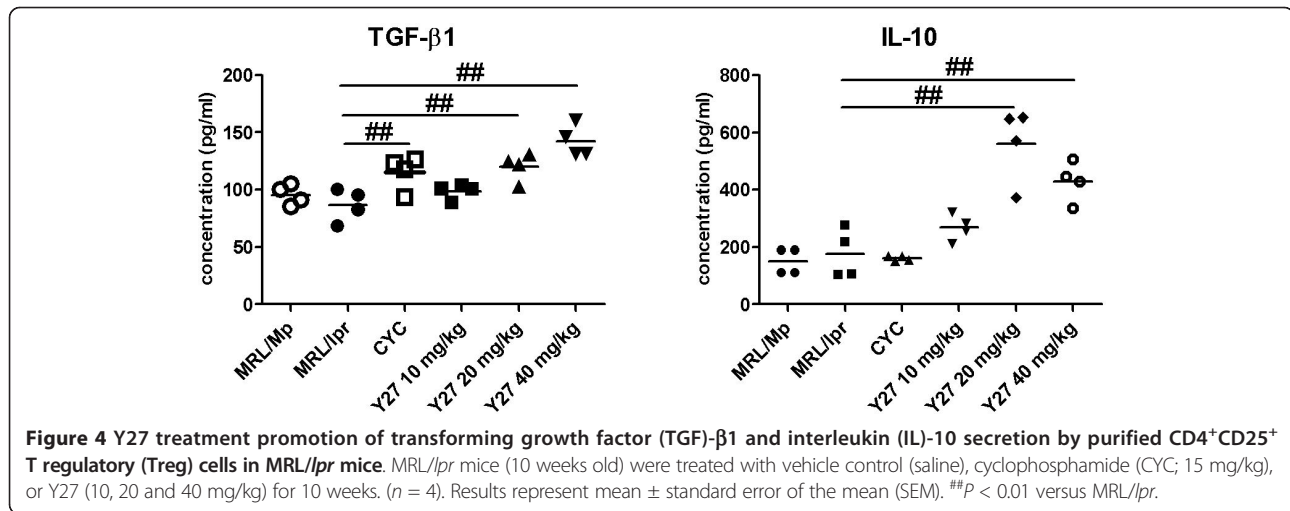 TGF-β1
concentration (pg/ml)
200
150
100
50
0
##
##
##
MRL/Mp
MRL/lpr
CYC
Y27 10 mg/kg
Y27 20 mg/kg
Y27 40 mg/kg
IL-10
concentration (pg/ml)
800
600
400
200
0
##
##
MRL/Mp
MRL/lpr
CYC
Y27 10 mg/kg
Y27 20 mg/kg
Y27 40 mg/kg
Figure 4 Y27 treatment promotion of transforming growth factor (TGF)-β1 and interleukin (IL)-10 secretion by purified CD4⁺CD25⁺
T regulatory (Treg) cells in MRL/lpr mice. MRL/lpr mice (10 weeks old) were treated with vehicle control (saline), cyclophosphamide (CYC; 15 mg/kg),
or Y27 (10, 20 and 40 mg/kg) for 10 weeks. (n = 4). Results represent mean ± standard error of the mean (SEM). ##P < 0.01 versus MRL/lpr.